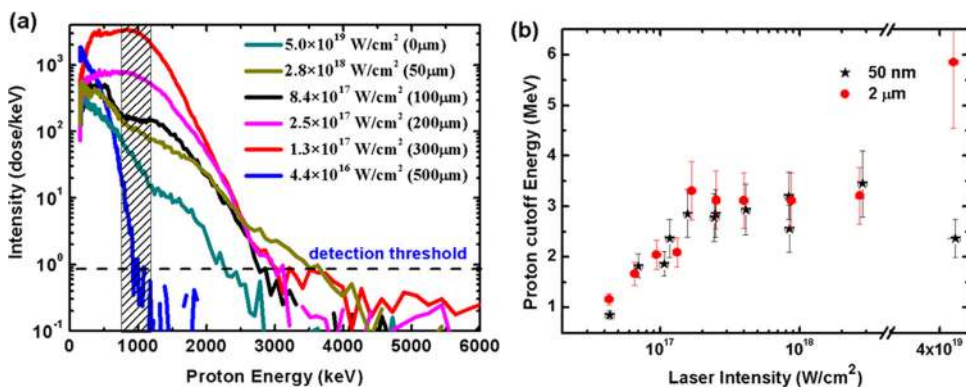 (a)
Intensity (dose/keV)
10³
10²
10¹
10⁰
10⁻¹
5.0×10¹⁹ W/cm² (0μm)
2.8×10¹⁸ W/cm² (50μm)
8.4×10¹⁷ W/cm² (100μm)
2.5×10¹⁷ W/cm² (200μm)
1.3×10¹⁷ W/cm² (300μm)
4.4×10¹⁶ W/cm² (500μm)
detection threshold
0 1000 2000 3000 4000 5000 6000
Proton Energy (keV)
(b)
Proton cutoff Energy (MeV)
6
5
4
3
2
1
50 nm
2 μm
10¹⁷ 10¹⁸ 4x10¹⁹
Laser Intensity (W/cm²)